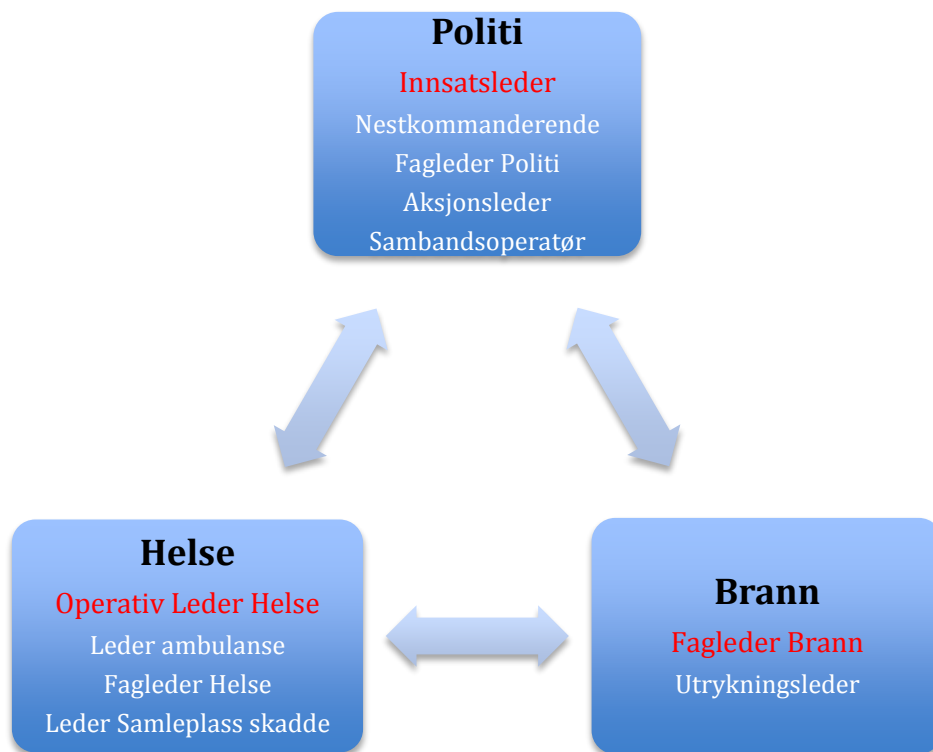 Politi
Innsatsleder
Nestkommanderende
Fagleder Politi
Aksjonsleder
Sambandsoperatør
Helse
Operativ Leder Helse
Leder ambulanse
Fagleder Helse
Leder Samleplass skadde
Brann
Fagleder Brann
Utrykningsleder